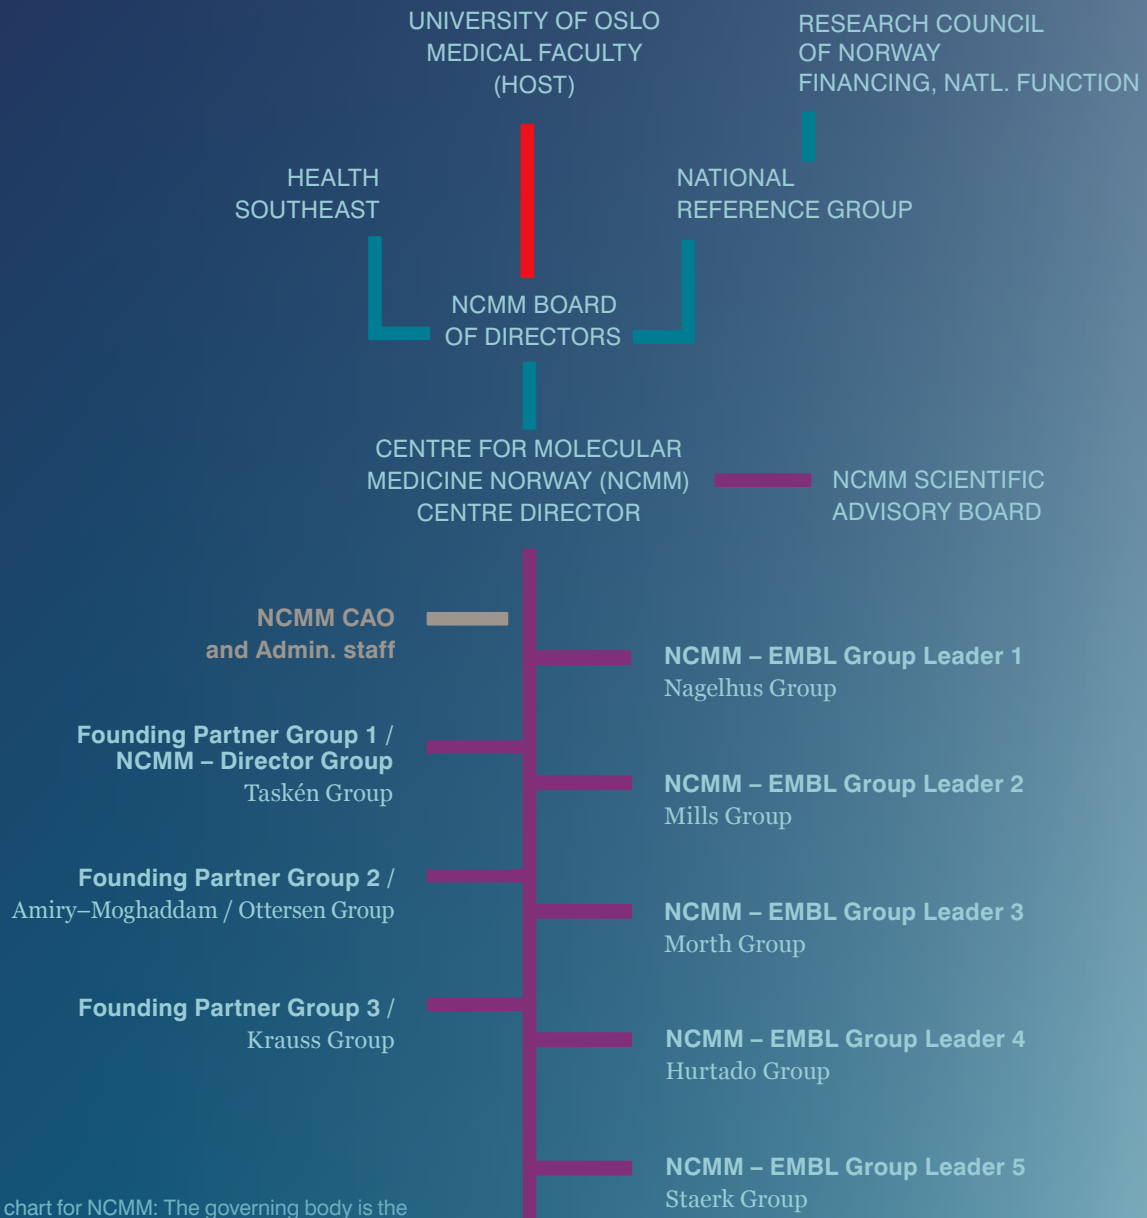 UNIVERSITY OF OSLO
MEDICAL FACULTY
(HOST)
RESEARCH COUNCIL
OF NORWAY
FINANCING, NATL. FUNCTION
HEALTH
SOUTHEAST
NATIONAL
REFERENCE GROUP
NCMM BOARD
OF DIRECTORS
CENTRE FOR MOLECULAR
MEDICINE NORWAY (NCMM)
CENTRE DIRECTOR
NCMM SCIENTIFIC
ADVISORY BOARD
NCMM CAO
and Admin. staff
NCMM – EMBL Group Leader 1
Nagelhus Group
Founding Partner Group 1 /
NCMM – Director Group
Taskén Group
NCMM – EMBL Group Leader 2
Mills Group
Founding Partner Group 2 /
Amiry–Moghaddam / Ottersen Group
NCMM – EMBL Group Leader 3
Morth Group
Founding Partner Group 3 /
Krauss Group
NCMM – EMBL Group Leader 4
Hurtado Group
NCMM – EMBL Group Leader 5
Staerk Group
chart for NCMM: The governing body is the